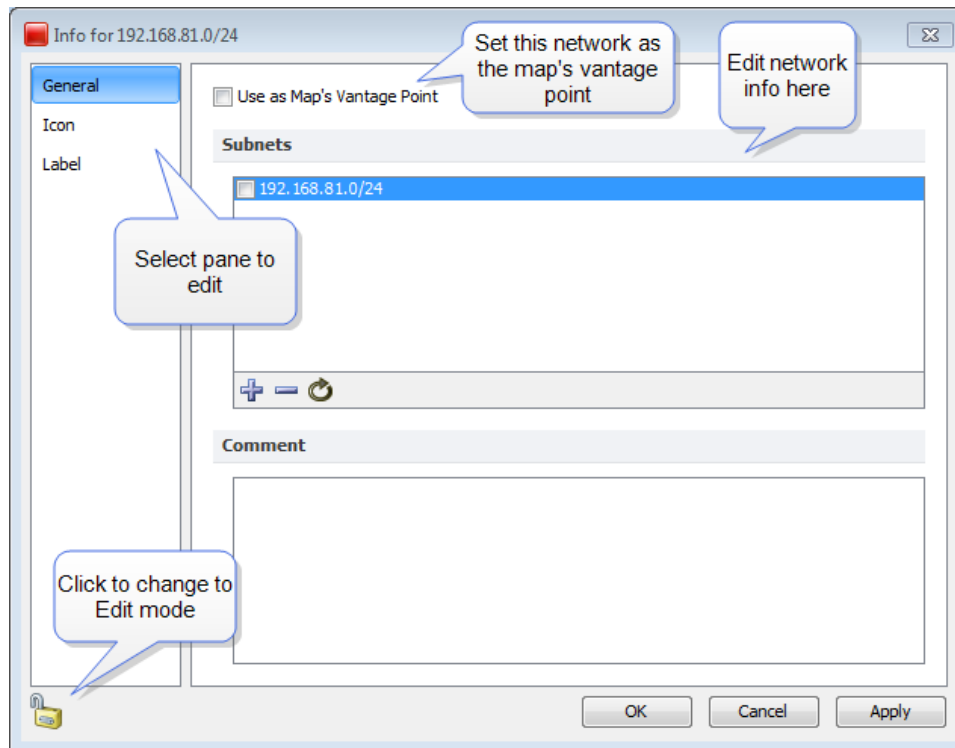 Info for 192.168.81.0/24
Set this network as
the map's vantage
point
Edit network
info here
General
Icon
Label
Use as Map's Vantage Point
Subnets
192.168.81.0/24
Select pane to
edit
Comment
Click to change to
Edit mode
OK
Cancel
Apply